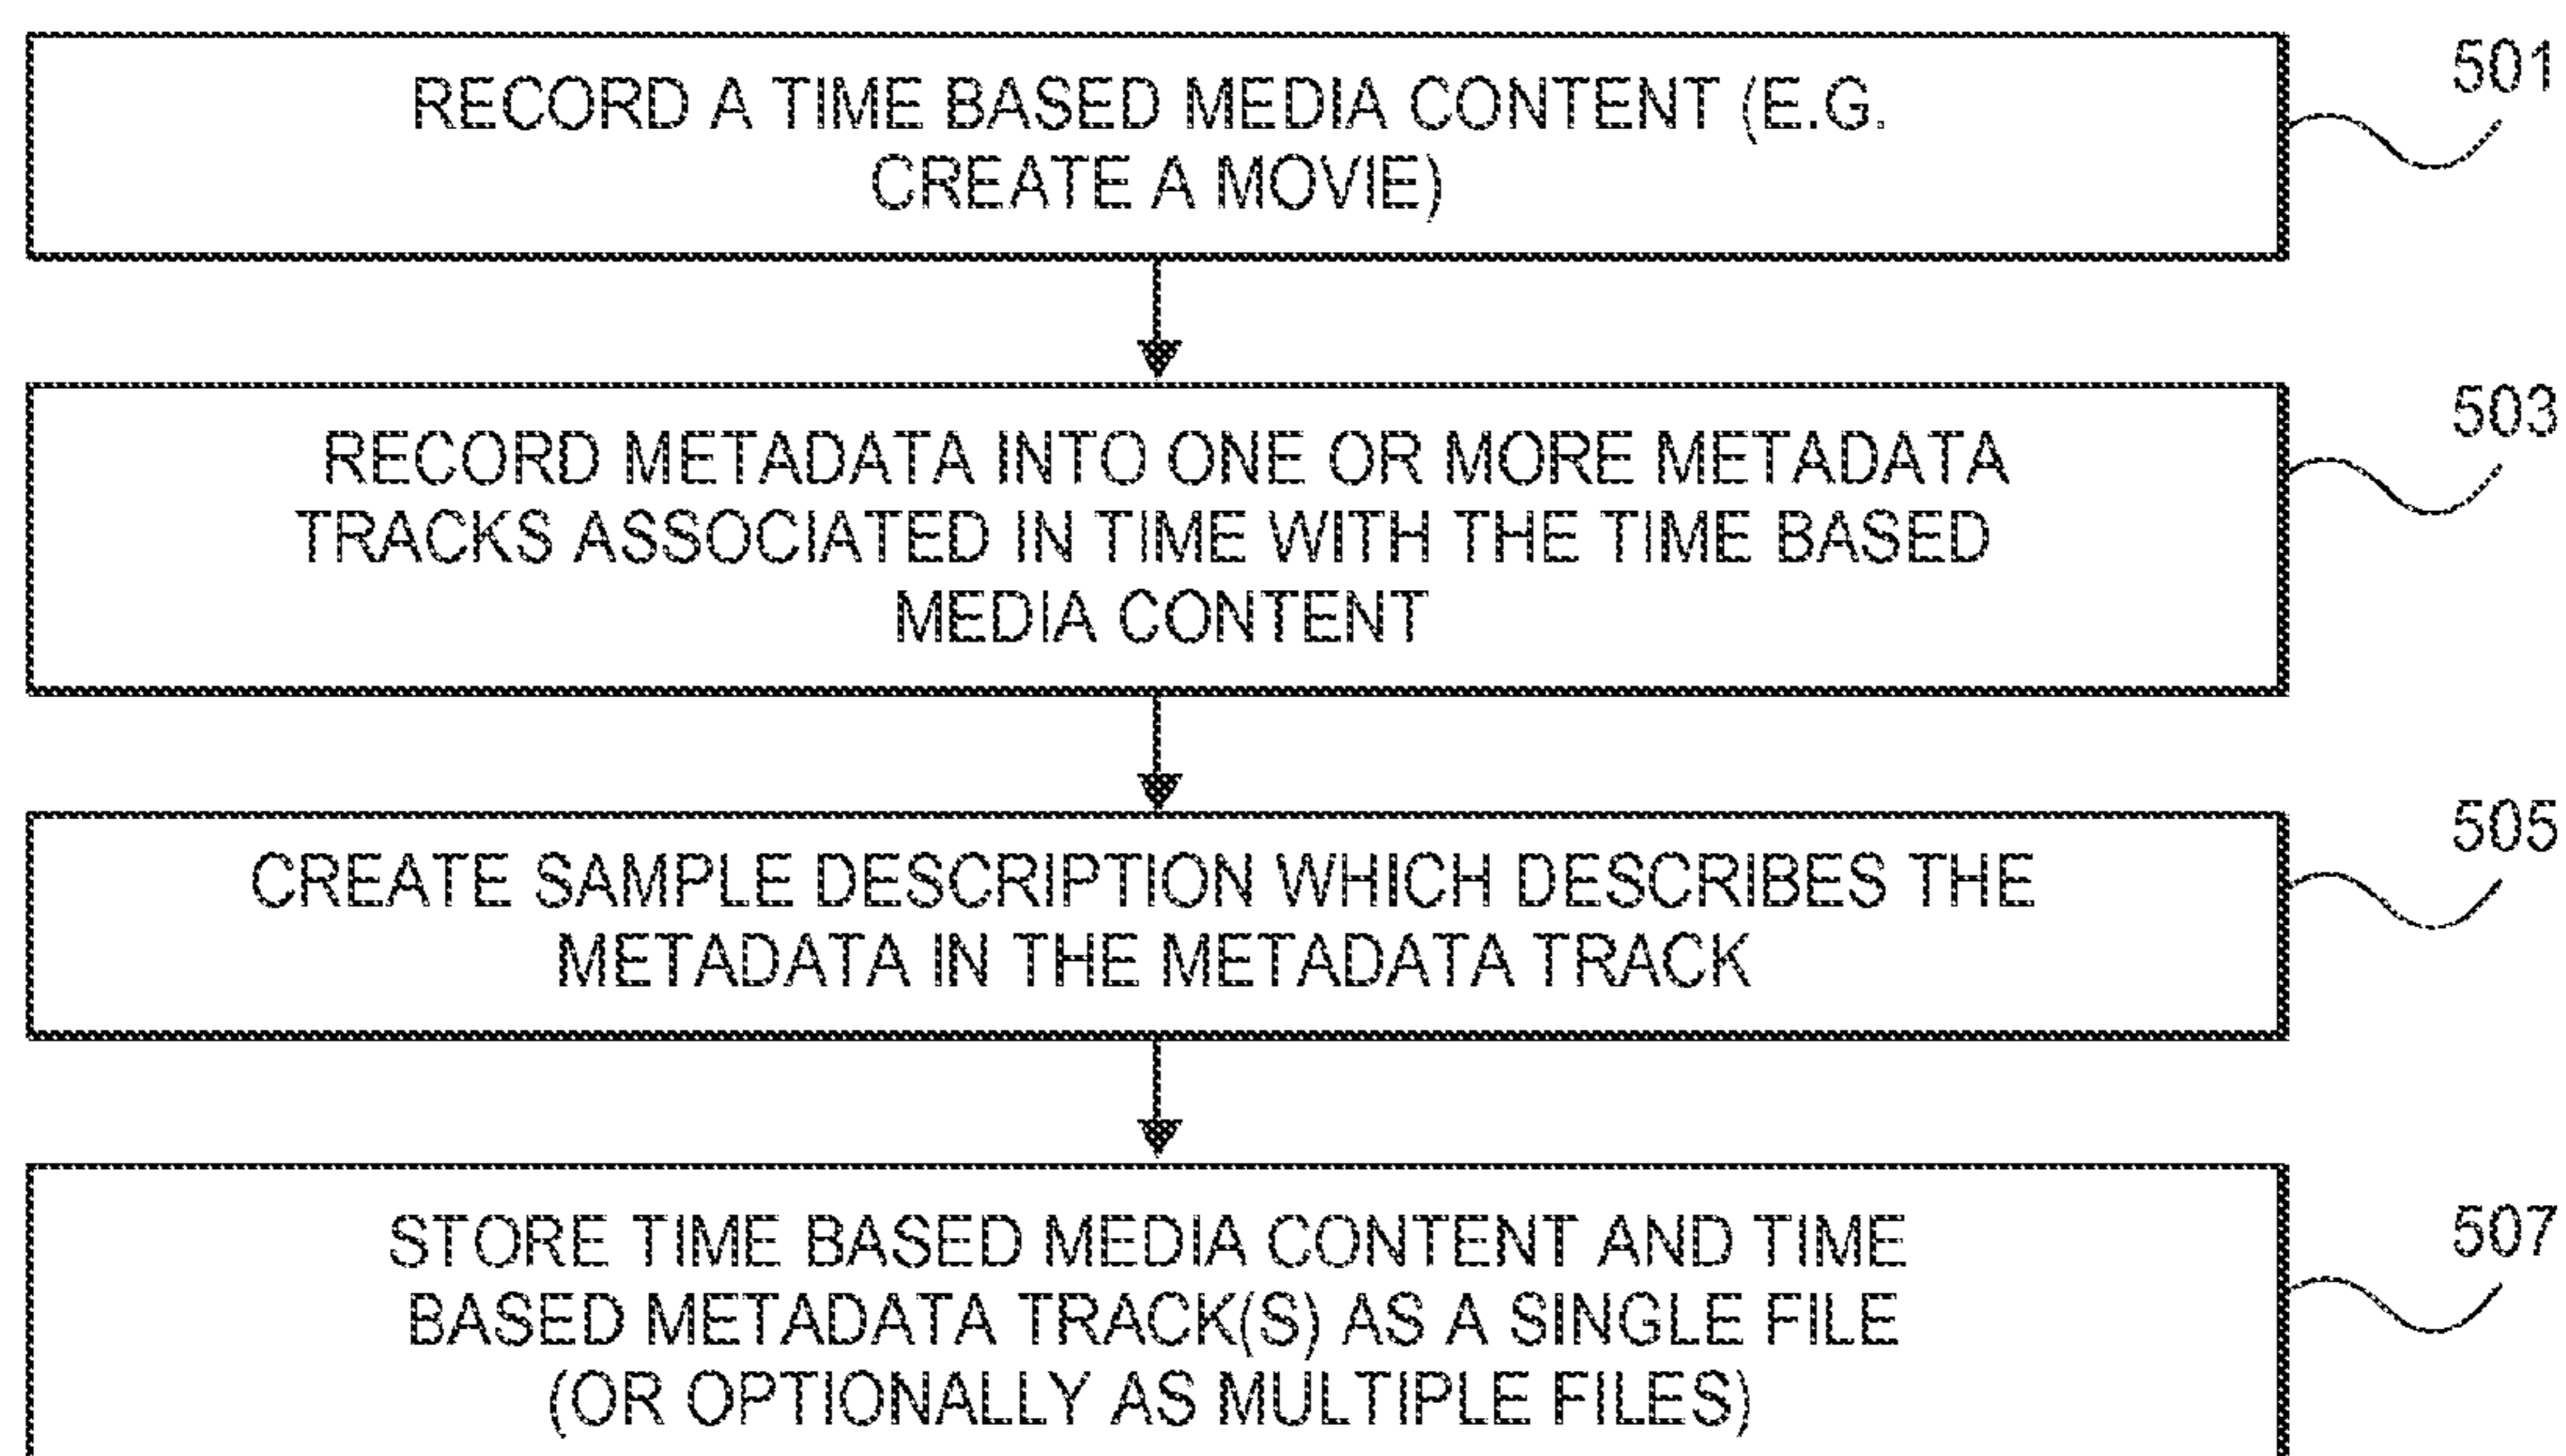 RECORD A TIME BASED MEDIA CONTENT (E.G.
CREATE A MOVIE)
501
RECORD METADATA INTO ONE OR MORE METADATA
TRACKS ASSOCIATED IN TIME WITH THE TIME BASED
MEDIA CONTENT
503
CREATE SAMPLE DESCRIPTION WHICH DESCRIBES THE
METADATA IN THE METADATA TRACK
505
STORE TIME BASED MEDIA CONTENT AND TIME
BASED METADATA TRACK(S) AS A SINGLE FILE
(OR OPTIONALLY AS MULTIPLE FILES)
507